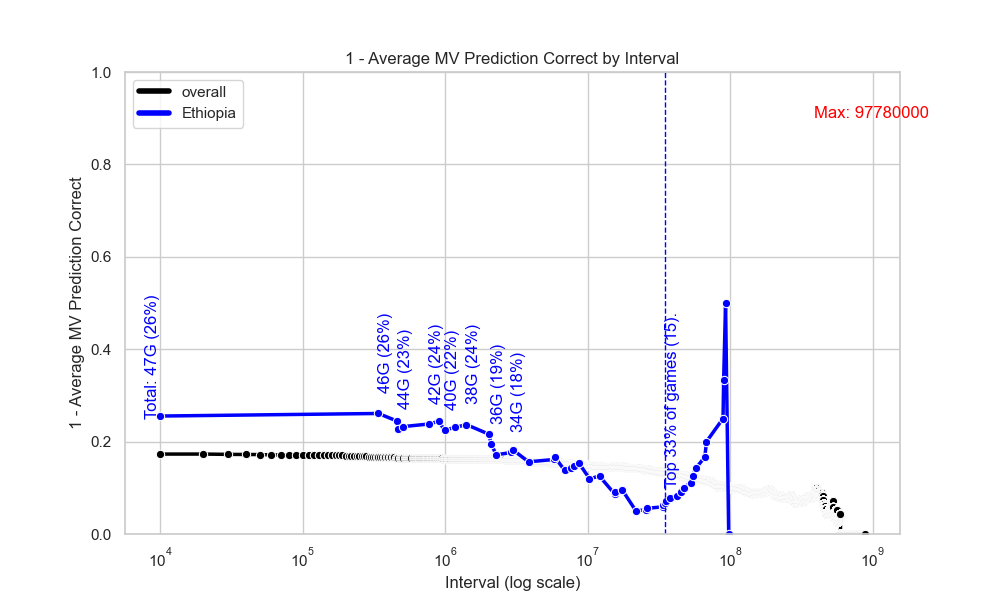 1 - Average MV Prediction Correct by Interval
overall
Ethiopia
Max: 97780000
1 - Average MV Prediction Correct
1.0
0.8
0.6
0.4
0.2
0.0
Total: 47G (26%)
46G (26%)
44G (23%)
42G (24%)
40G (22%)
38G (24%)
36G (19%)
34G (18%)
Top 33% of games (15).
10^4
10^5
10^6
10^7
10^8
10^9
Interval (log scale)